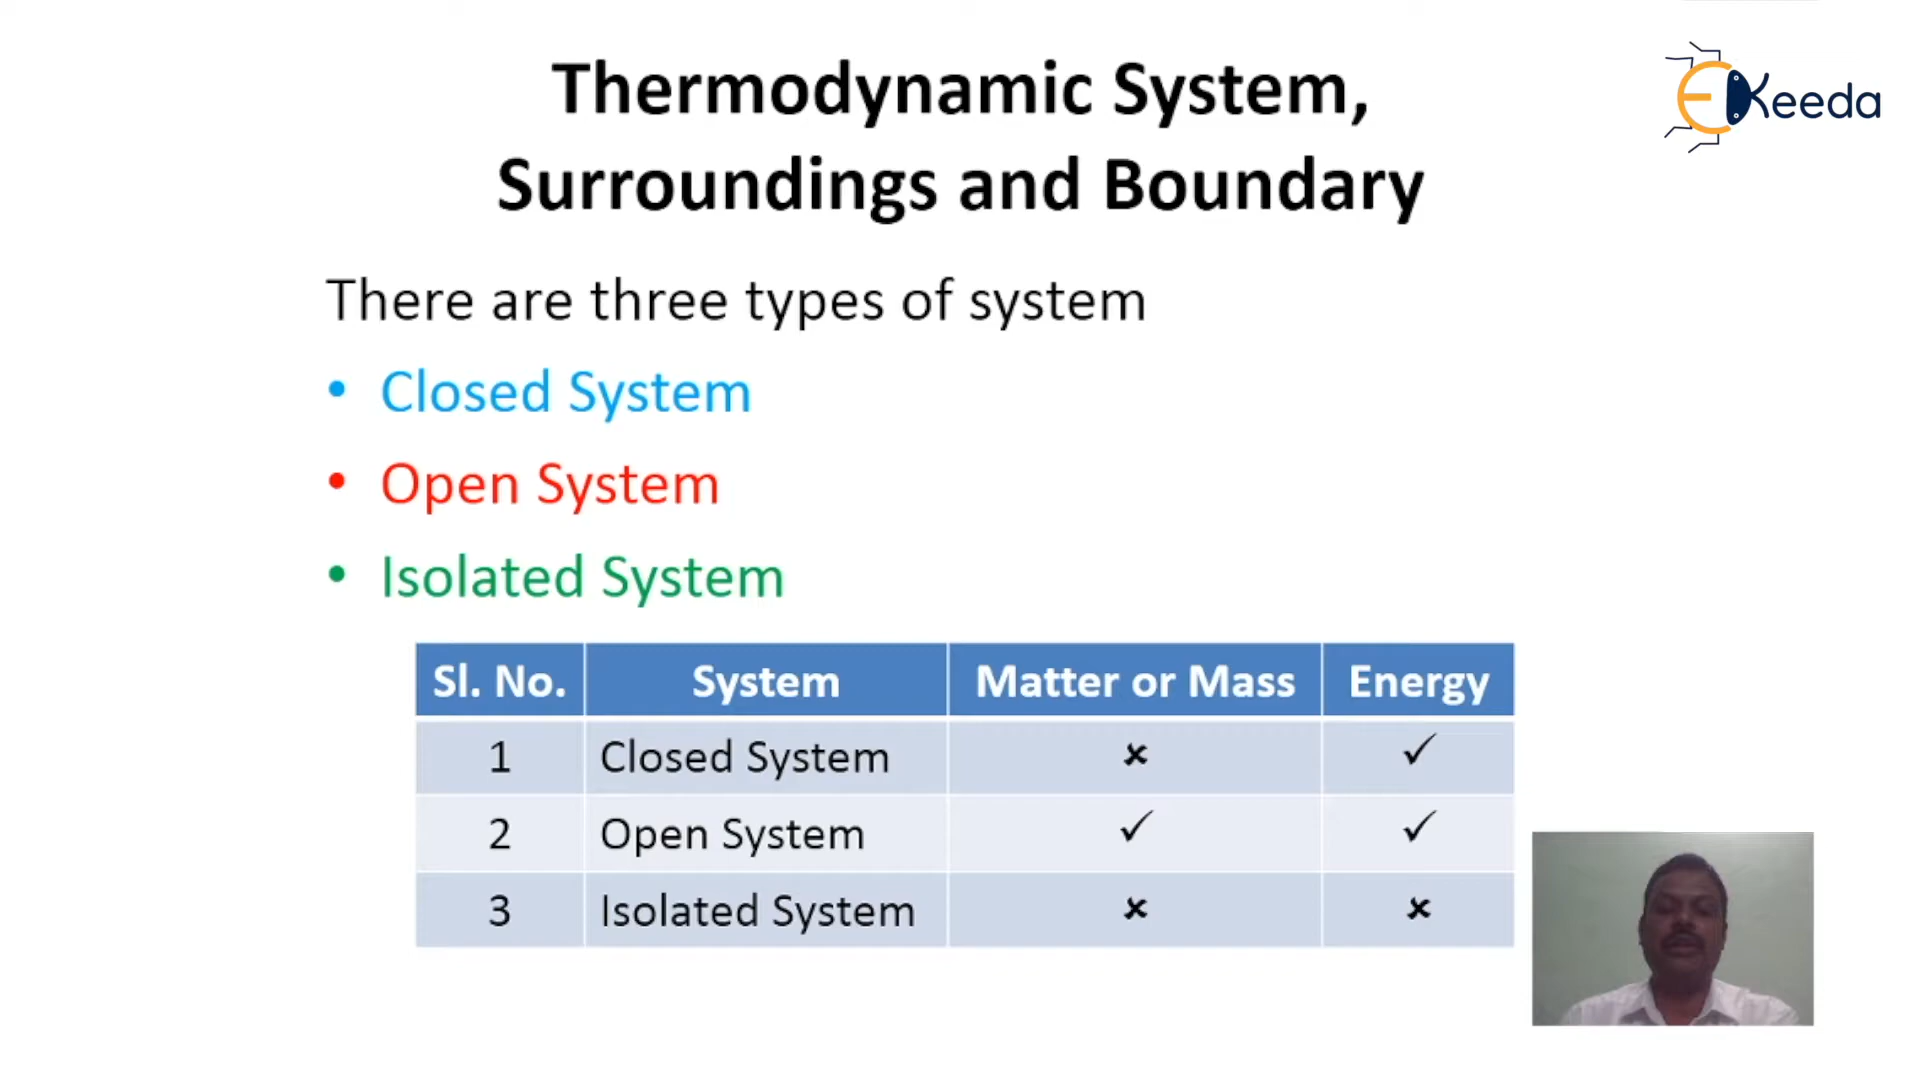 Thermodynamic System,
Surroundings and Boundary
EKeeda
There are three types of system
• Closed System
• Open System
• Isolated System
Sl. No. System Matter or Mass Energy
1 Closed System ✗ ✓
2 Open System ✓ ✓
3 Isolated System ✗ ✗